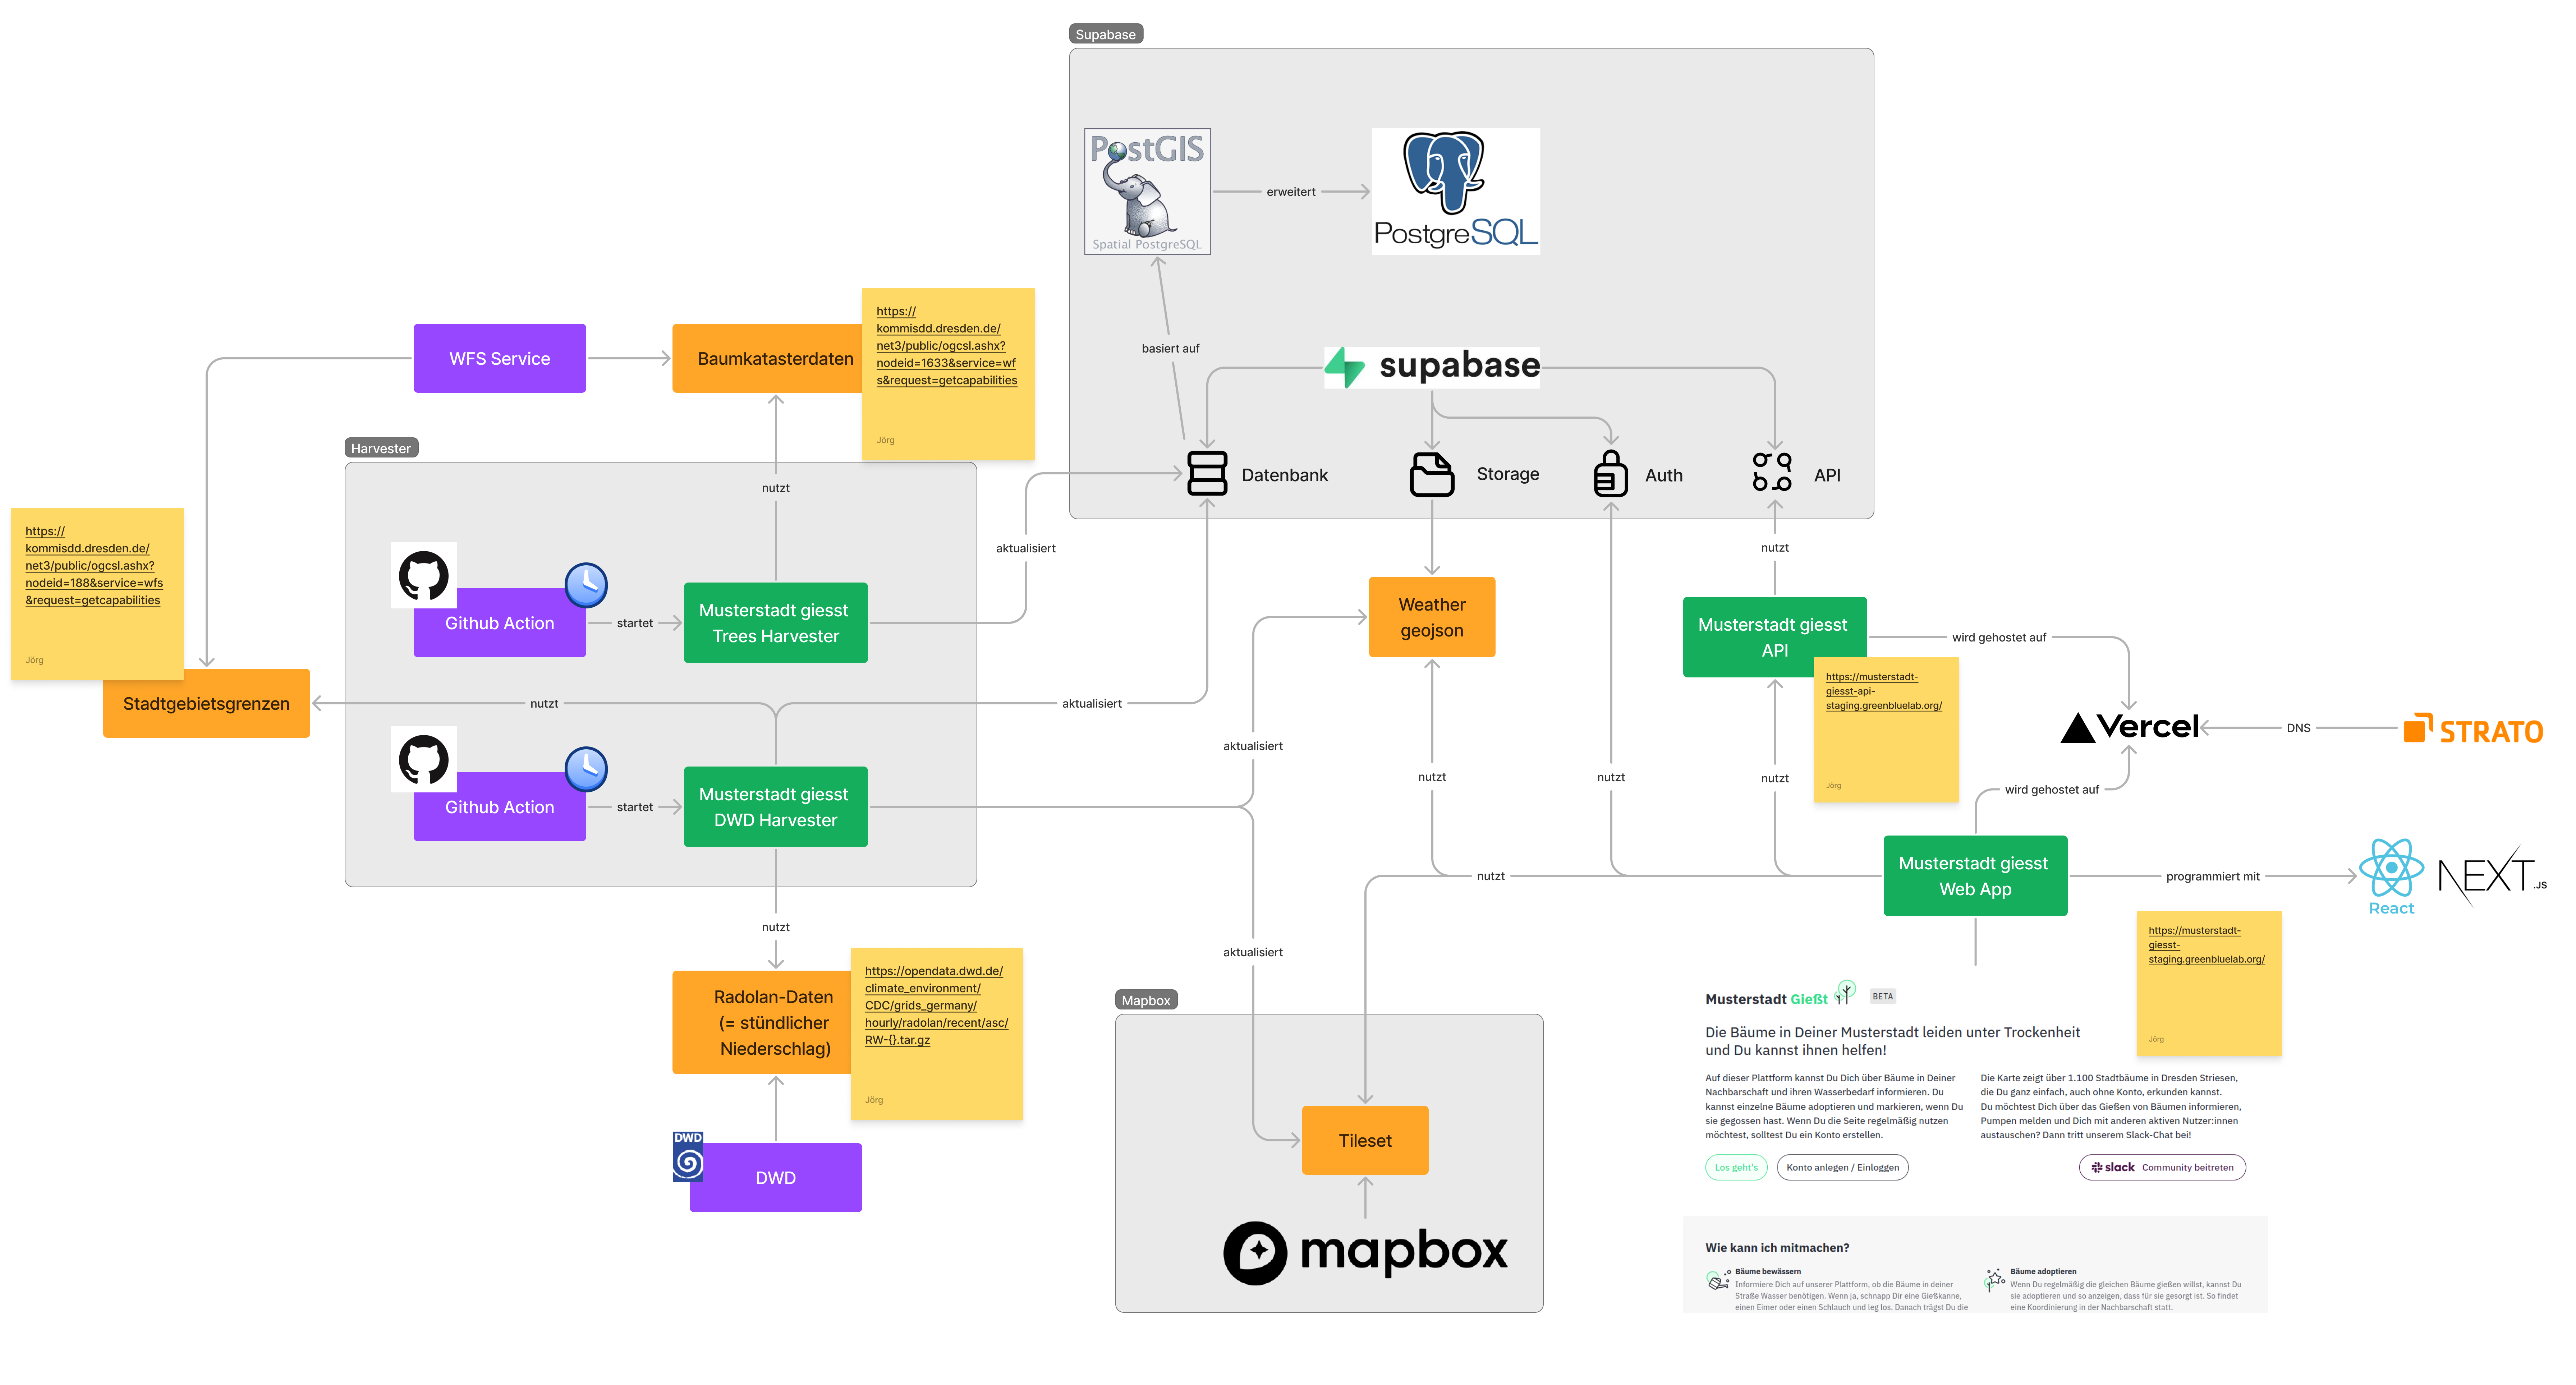 Supabase
PostGIS
Spatial PostgreSQL
erweitert
PostgreSQL
basiert auf
supabase
Datenbank
Storage
Auth
API
WFS Service
Baumkatasterdaten
https://
kommisdd.dresden.de/
net3/public/ogcsl.ashx?
nodeid=1633&service=wf
s&request=getcapabilities
Jörg
Harvester
nutzt
https://
kommisdd.dresden.de/
net3/public/ogcsl.ashx?
nodeid=188&service=wfs
&request=getcapabilities
Jörg
Stadtgebietsgrenzen
Github Action
startet
Musterstadt giesst
Trees Harvester
aktualisiert
nutzt
aktualisiert
Github Action
startet
Musterstadt giesst
DWD Harvester
aktualisiert
nutzt
Radolan-Daten
(= stündlicher
Niederschlag)
https://opendata.dwd.de/
climate_environment/
CDC/grids_germany/
hourly/radolan/recent/asc/
RW-{}.tar.gz
Jörg
DWD
DWD
aktualisiert
Weather
geojson
nutzt
nutzt
nutzt
nutzt
nutzt
Musterstadt giesst
API
https://musterstadt-
giesst-api-
staging.greenbluelab.org/
Jörg
wird gehostet auf
Vercel
DNS
STRATO
wird gehostet auf
Musterstadt giesst
Web App
programmiert mit
React
NEXT.JS
https://musterstadt-
giesst-
staging.greenbluelab.org/
Jörg
Mapbox
Tileset
mapbox
Musterstadt Gießt
BETA
Die Bäume in Deiner Musterstadt leiden unter Trockenheit
und Du kannst ihnen helfen!
Auf dieser Plattform kannst Du Dich über Bäume in Deiner
Nachbarschaft und ihren Wasserbedarf informieren. Du
kannst einzelne Bäume adoptieren und markieren, wenn Du
sie gegossen hast. Wenn Du die Seite regelmäßig nutzen
möchtest, solltest Du ein Konto erstellen.
Die Karte zeigt über 1.100 Stadtbäume in Dresden Striesen,
die Du ganz einfach, auch ohne Konto, erkunden kannst.
Du möchtest Dich über das Gießen von Bäumen informieren,
Pumpen melden und Dich mit anderen aktiven Nutzer:innen
austauschen? Dann tritt unserem Slack-Chat bei!
Los geht's
Konto anlegen / Einloggen
slack Community beitreten
Wie kann ich mitmachen?
Bäume bewässern
Informiere Dich auf unserer Plattform, ob die Bäume in deiner
Straße Wasser benötigen. Wenn ja, schnapp Dir eine Gießkanne,
einen Eimer oder einen Schlauch und leg los. Danach trägst Du die
Bäume adoptieren
Wenn Du regelmäßig die gleichen Bäume gießen willst, kannst Du
sie adoptieren und so anzeigen, dass für sie gesorgt ist. So findet
eine Koordinierung in der Nachbarschaft statt.